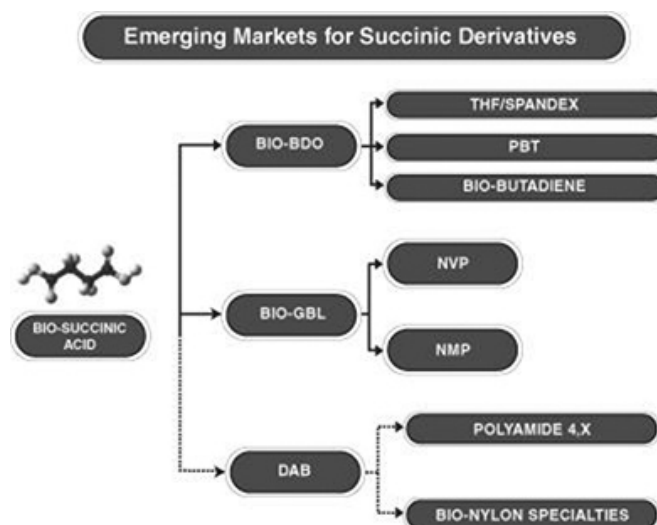 Emerging Markets for Succinic Derivatives
THF/SPANDEX
BIO-BDO
PBT
BIO-BUTADIENE
NVP
BIO-SUCCINIC
ACID
BIO-GBL
NMP
POLYAMIDE 4,X
DAB
BIO-NYLON SPECIALTIES